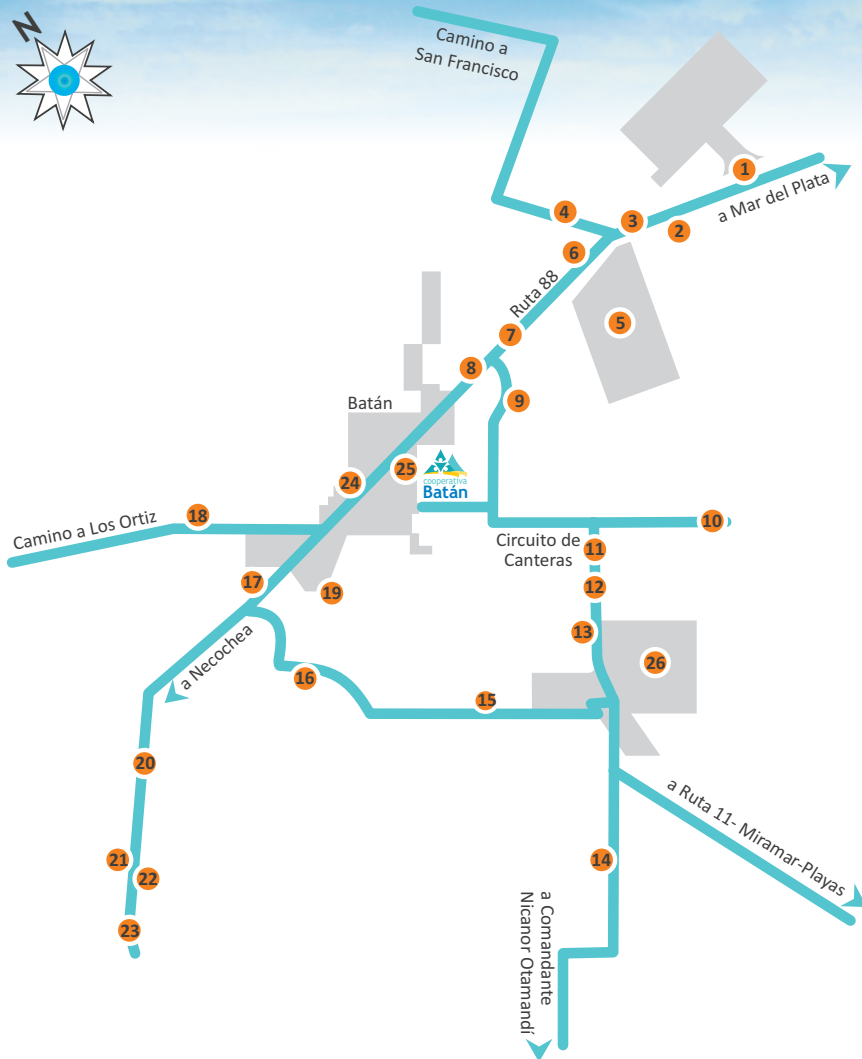 N
Camino a
San Francisco
1
a Mar del Plata
2
3
4
5
6
Ruta 88
7
8
9
Batán
25
cooperativa
Batán
24
18
Camino a Los Ortiz
10
Circuito de
Canteras
11
12
17
19
13
26
a Necochea
16
15
20
a Ruta 11- Miramar-Playas
21
22
14
23
a Comandante
Nicanor Otamandí